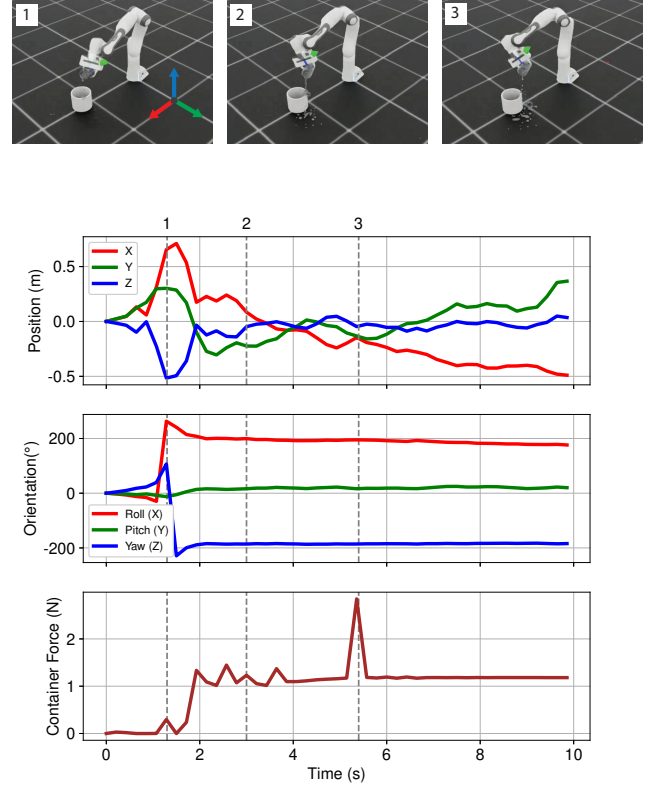 1
2
3
1
2
3
0.5
0.0
-0.5
Position (m)
X
Y
Z
200
0
-200
Orientation(°)
Roll (X)
Pitch (Y)
Yaw (Z)
2
1
0
Container Force (N)
0
2
4
6
8
10
Time (s)